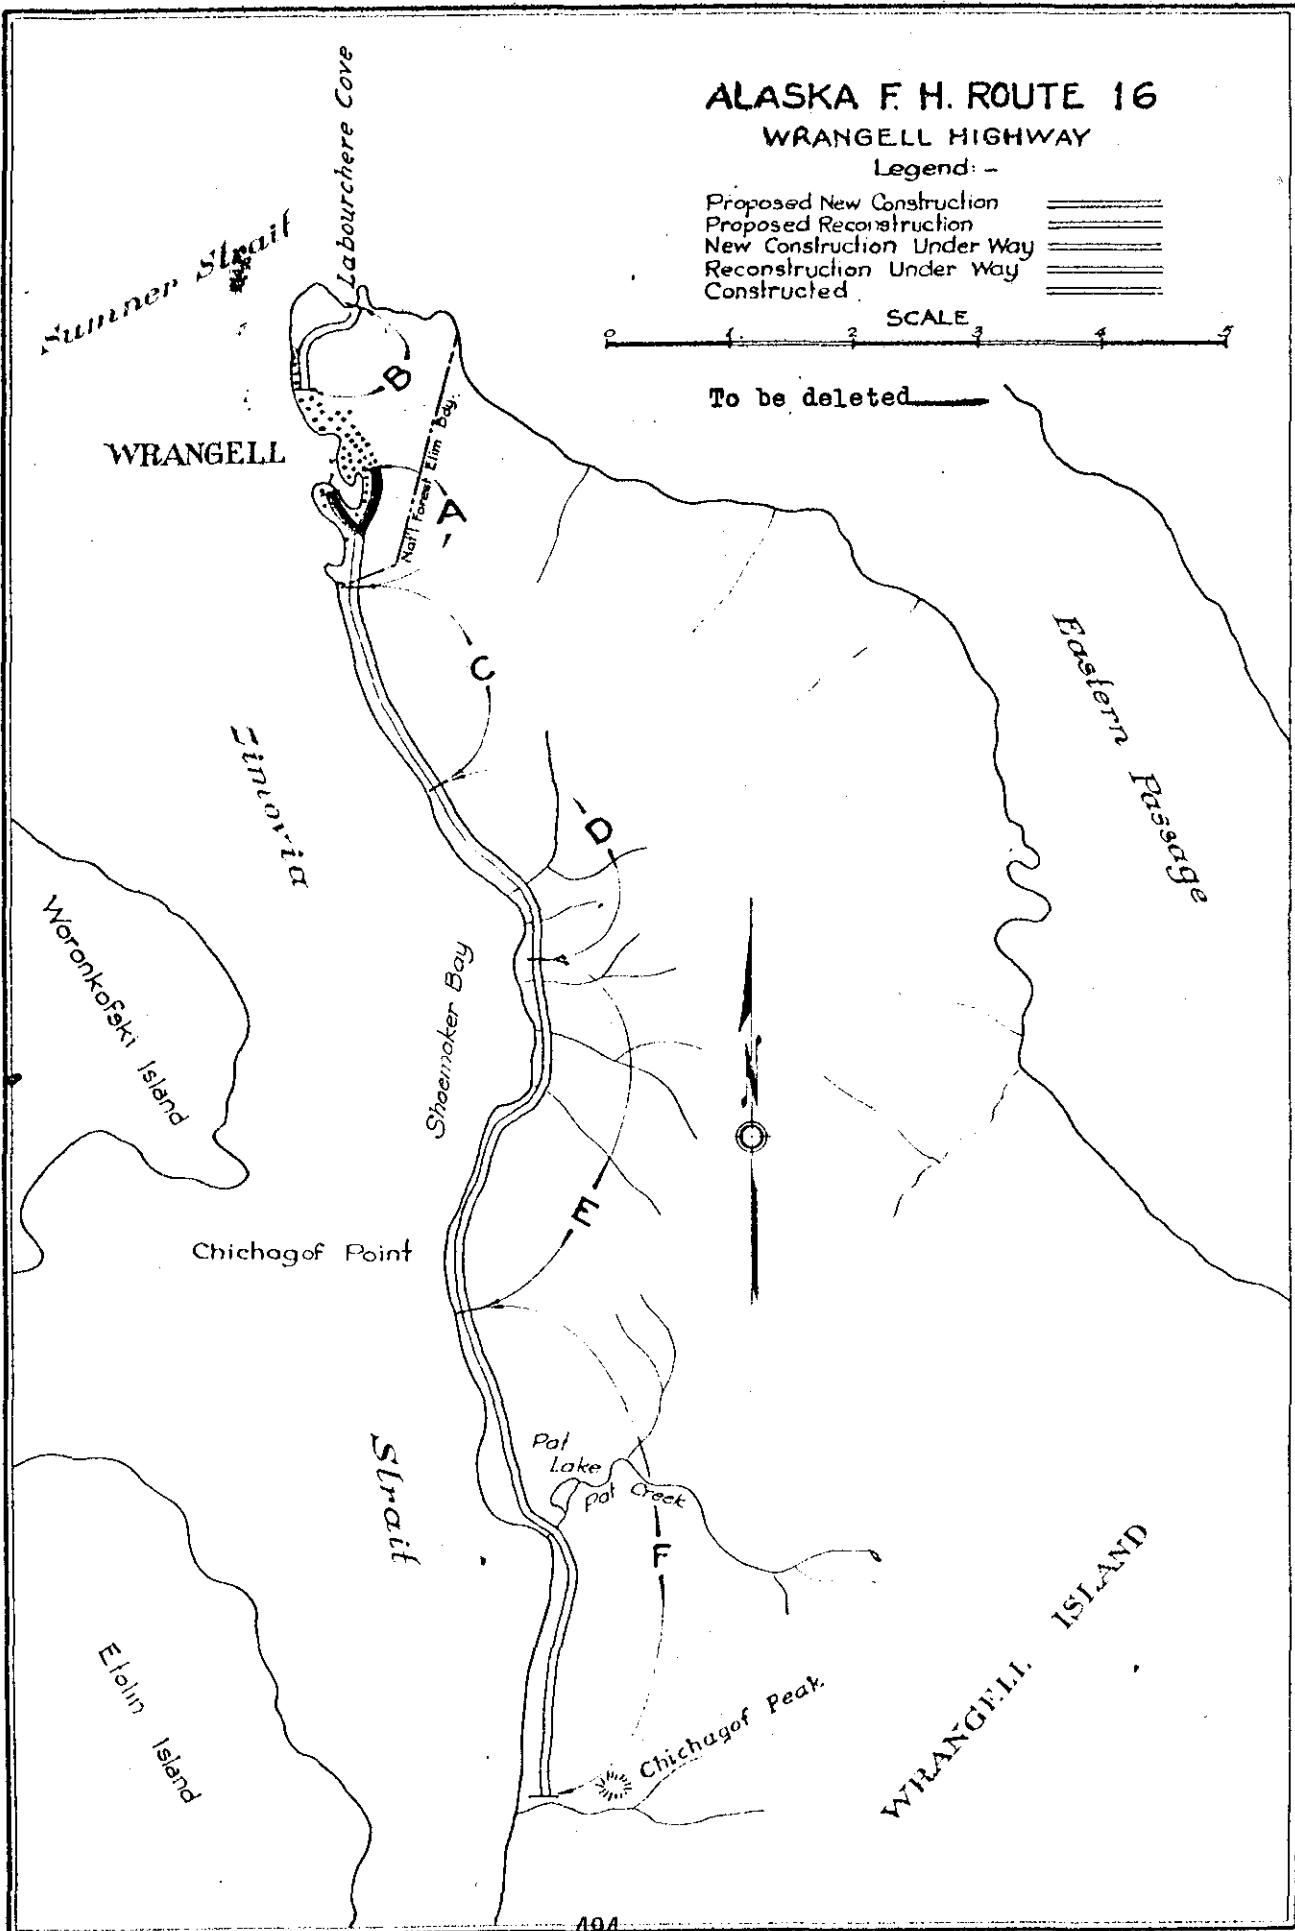 ALASKA F. H. ROUTE 16
WRANGELL HIGHWAY
Legend: -
Proposed New Construction
Proposed Reconstruction
New Construction Under Way
Reconstruction Under Way
Constructed
SCALE
0 1 2 3 4 5
To be deleted
Labourchere Cove
Sumner Strait
B
WRANGELL
Nat'l Forest Elim Bdy.
A
C
Eastern Passage
Zimovia
D
Woronkofski Island
Shoemaker Bay
N
E
Chichagof Point
Strait
Pat
Lake
Pat Creek
F
WRANGELL ISLAND
Etolin Island
Chichagof Peak
494